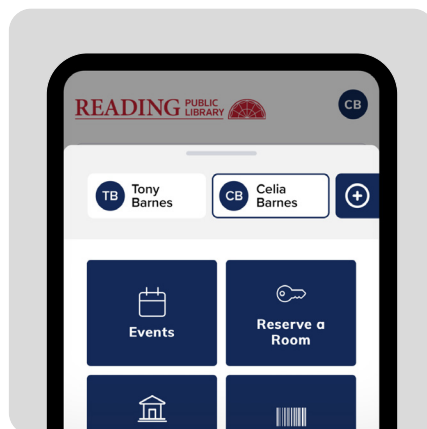 READING PUBLIC LIBRARY
CB
TB Tony Barnes
CB Celia Barnes
Events
Reserve a
Room